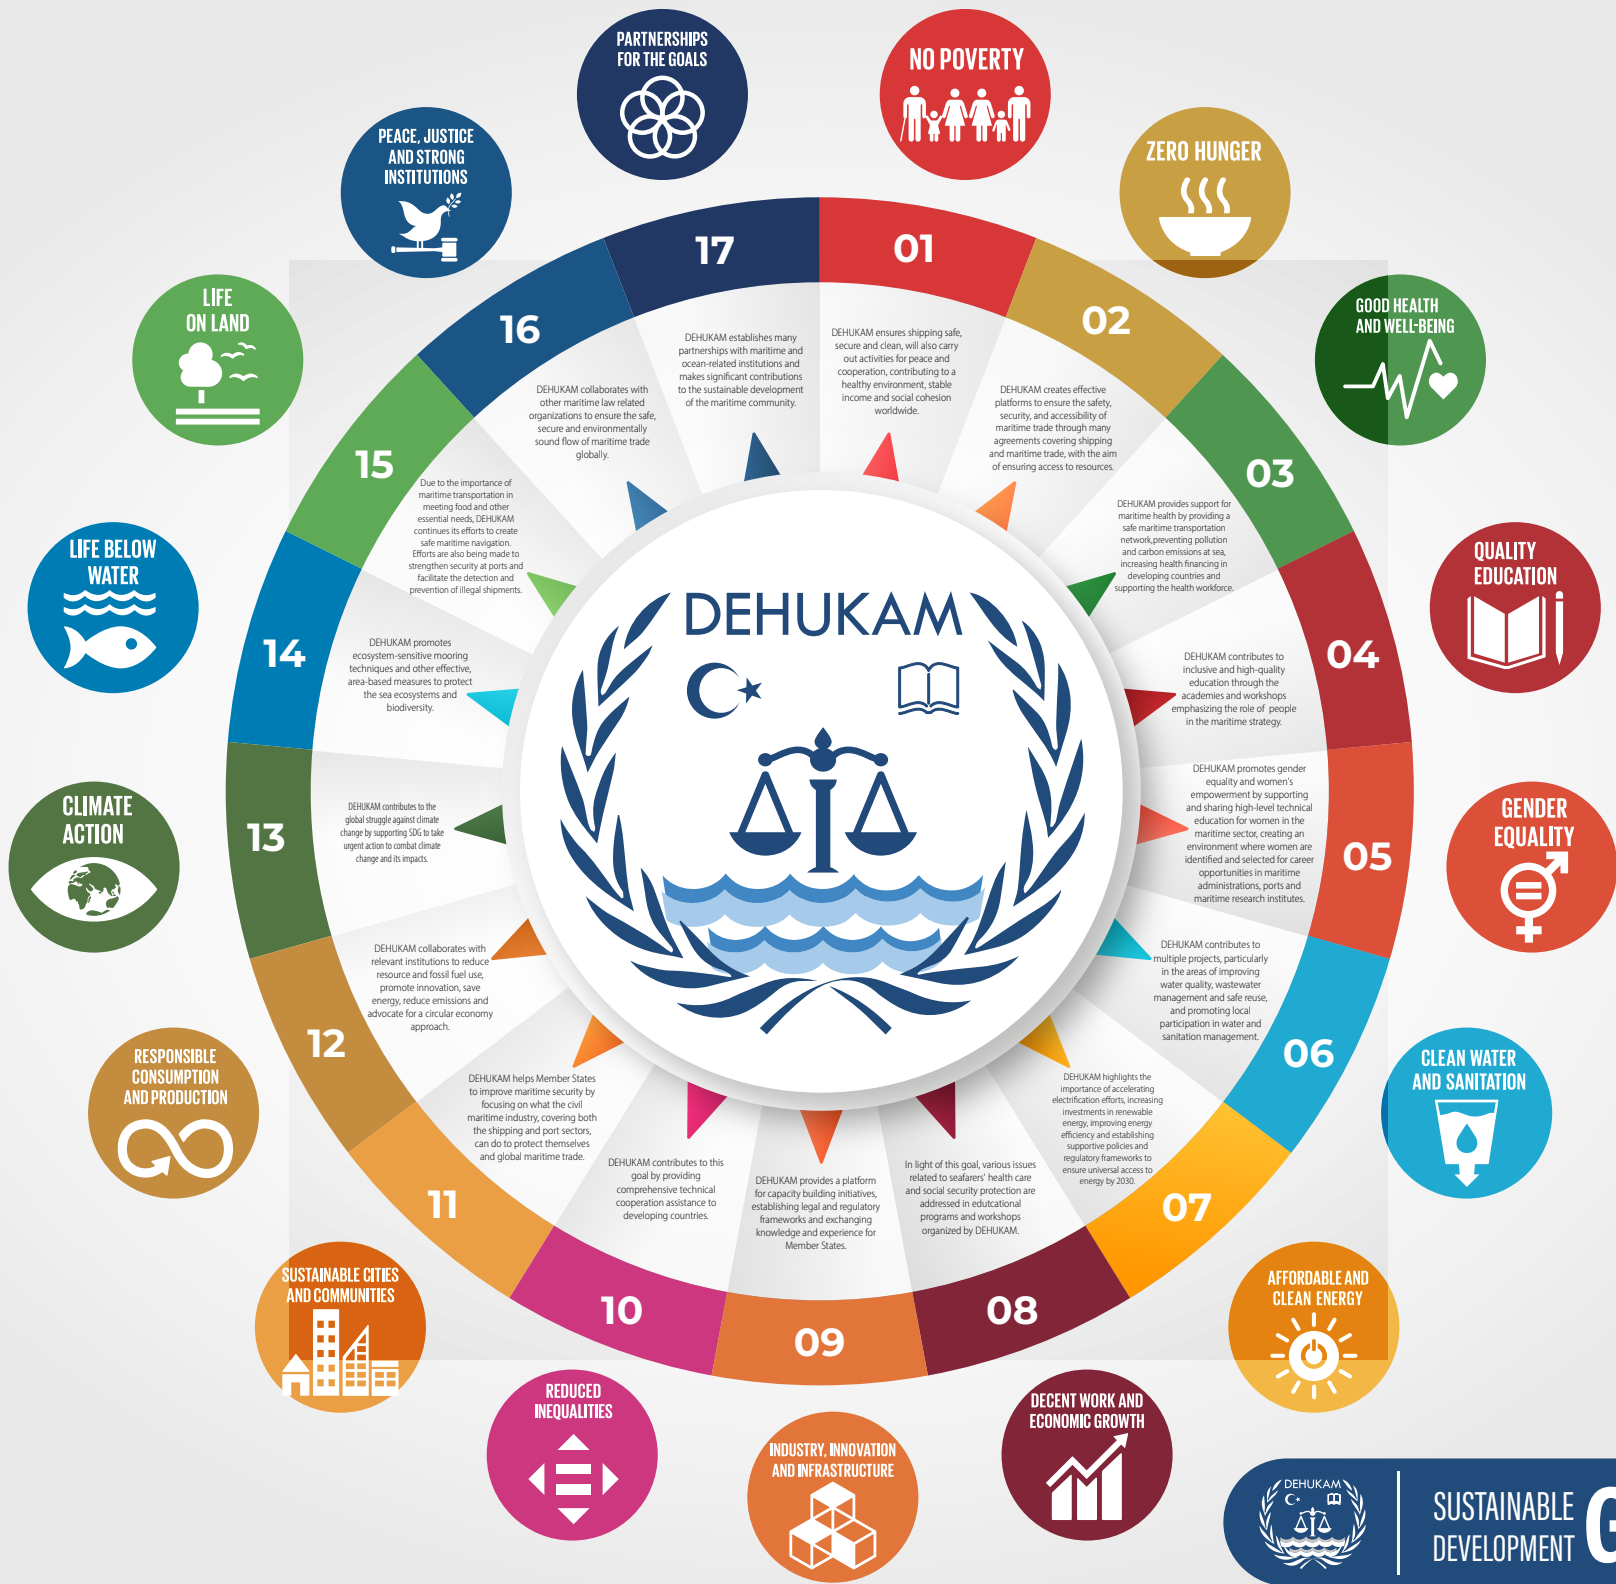 PARTNERSHIPS
FOR THE GOALS
NO POVERTY
ZERO HUNGER
GOOD HEALTH
AND WELL-BEING
QUALITY
EDUCATION
GENDER
EQUALITY
CLEAN WATER
AND SANITATION
AFFORDABLE AND
CLEAN ENERGY
DECENT WORK AND
ECONOMIC GROWTH
INDUSTRY, INNOVATION
AND INFRASTRUCTURE
REDUCED
INEQUALITIES
SUSTAINABLE CITIES
AND COMMUNITIES
RESPONSIBLE
CONSUMPTION
AND PRODUCTION
CLIMATE
ACTION
LIFE BELOW
WATER
LIFE
ON LAND
PEACE, JUSTICE
AND STRONG
INSTITUTIONS
01
DEHUKAM ensures shipping safe,
secure and clean, will also carry
out activities for peace and
cooperation, contributing to a
healthy environment, stable
income and social cohesion
worldwide.
02
DEHUKAM creates effective
platforms to ensure the safety,
security, and accessibility of
maritime trade through many
agreements covering shipping
and maritime trade, with the aim
of ensuring access to resources.
03
DEHUKAM provides support for
maritime health by providing a
safe maritime transportation
network,preventing pollution
and carbon emissions at sea,
increasing health financing in
developing countries and
supporting the health workforce.
04
DEHUKAM contributes to
inclusive and high-quality
education through the
academies and workshops
emphasizing the role of people
in the maritime strategy.
05
DEHUKAM promotes gender
equality and women's
empowerment by supporting
and sharing high-level technical
education for women in the
maritime sector, creating an
environment where women are
identified and selected for career
opportunities in maritime
administrations, ports and
maritime research institutes.
06
DEHUKAM contributes to
multiple projects, particularly
in the areas of improving
water quality, wastewater
management and safe reuse,
and promoting local
participation in water and
sanitation management.
07
DEHUKAM highlights the
importance of accelerating
electrification efforts, increasing
investments in renewable
energy, improving energy
efficiency and establishing
supportive policies and
regulatory frameworks to
ensure universal access to
energy by 2030.
08
In light of this goal, various issues
related to seafarers' health care
and social security protection are
addressed in edutcational
programs and workshops
organized by DEHUKAM.
09
DEHUKAM provides a platform
for capacity building initiatives,
establishing legal and regulatory
frameworks and exchanging
knowledge and experience for
Member States.
10
DEHUKAM contributes to this
goal by providing
comprehensive technical
cooperation assistance to
developing countries.
11
DEHUKAM helps Member States
to improve maritime security by
focusing on what the civil
maritime industry, covering both
the shipping and port sectors,
can do to protect themselves
and global maritime trade.
12
DEHUKAM collaborates with
relevant institutions to reduce
resource and fossil fuel use,
promote innovation, save
energy, reduce emissions and
advocate for a circular economy
approach.
13
DEHUKAM contributes to the
global struggle against climate
change by supporting SDG to take
urgent action to combat climate
change and its impacts.
14
DEHUKAM promotes
ecosystem-sensitive mooring
techniques and other effective,
area-based measures to protect
the sea ecosystems and
biodiversity.
15
Due to the importance of
maritime transportation in
meeting food and other
essential needs, DEHUKAM
continues its efforts to create
safe maritime navigation.
Efforts are also being made to
strengthen security at ports and
facilitate the detection and
prevention of illegal shipments.
16
DEHUKAM collaborates with
other maritime law related
organizations to ensure the safe,
secure and environmentally
sound flow of maritime trade
globally.
17
DEHUKAM establishes many
partnerships with maritime and
ocean-related institutions and
makes significant contributions
to the sustainable development
of the maritime community.
DEHUKAM
DEHUKAM
SUSTAINABLE
DEVELOPMENT
G